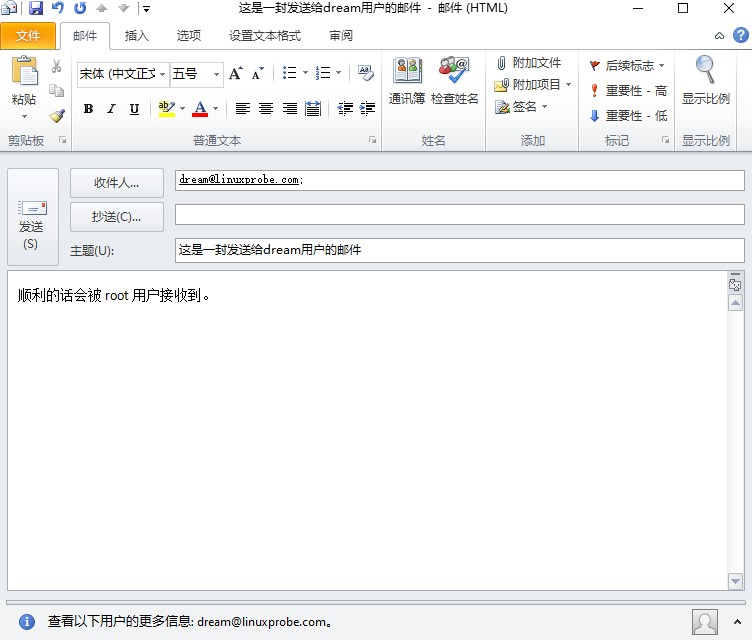 这是一封发送给dream用户的邮件 - 邮件 (HTML)
文件 邮件 插入 选项 设置文本格式 审阅
宋体 (中文正文 五号 附加文件 后续标志
粘贴 通讯簿 检查姓名 附加项目 重要性 - 高 显示比例
B I U ab A 签名 重要性 - 低
剪贴板 普通文本 姓名 添加 标记 显示比例
收件人... dream@linuxprobe.com;
发送
(S)
抄送(C)...
主题(U): 这是一封发送给dream用户的邮件
顺利的话会被 root 用户接收到。
查看以下用户的更多信息: dream@linuxprobe.com。